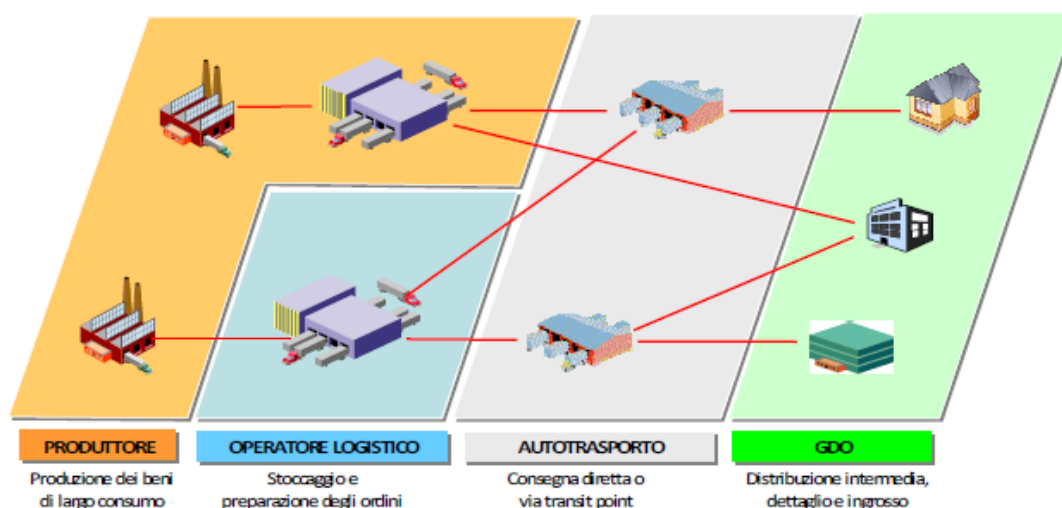 PRODUTTORE
OPERATORE LOGISTICO
AUTOTRASPORTO
GDO
Produzione dei beni
di largo consumo
Stoccaggio e
preparazione degli ordini
Consegna diretta o
via transit point
Distribuzione intermedia,
dettaglio e ingrosso